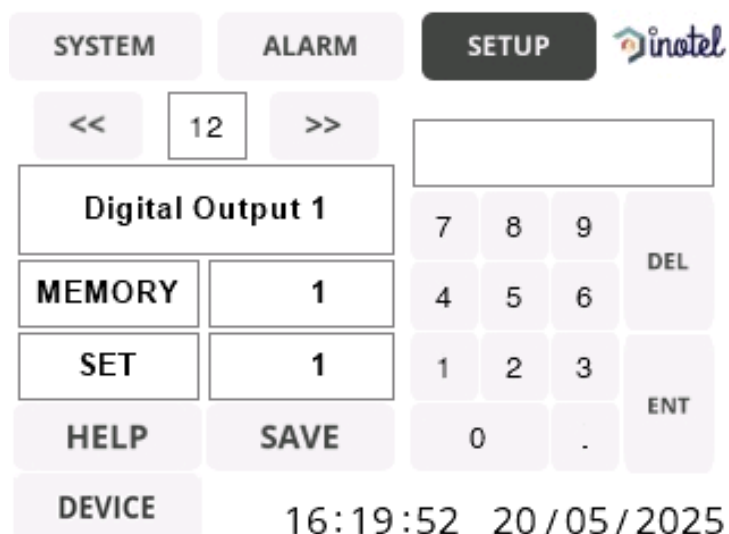 SYSTEM ALARM SETUP inotel
<< 12 >>
Digital Output 1
MEMORY 1
SET 1
HELP SAVE
DEVICE
7 8 9 DEL
4 5 6
1 2 3 ENT
0 .
16:19:52 20/05/2025